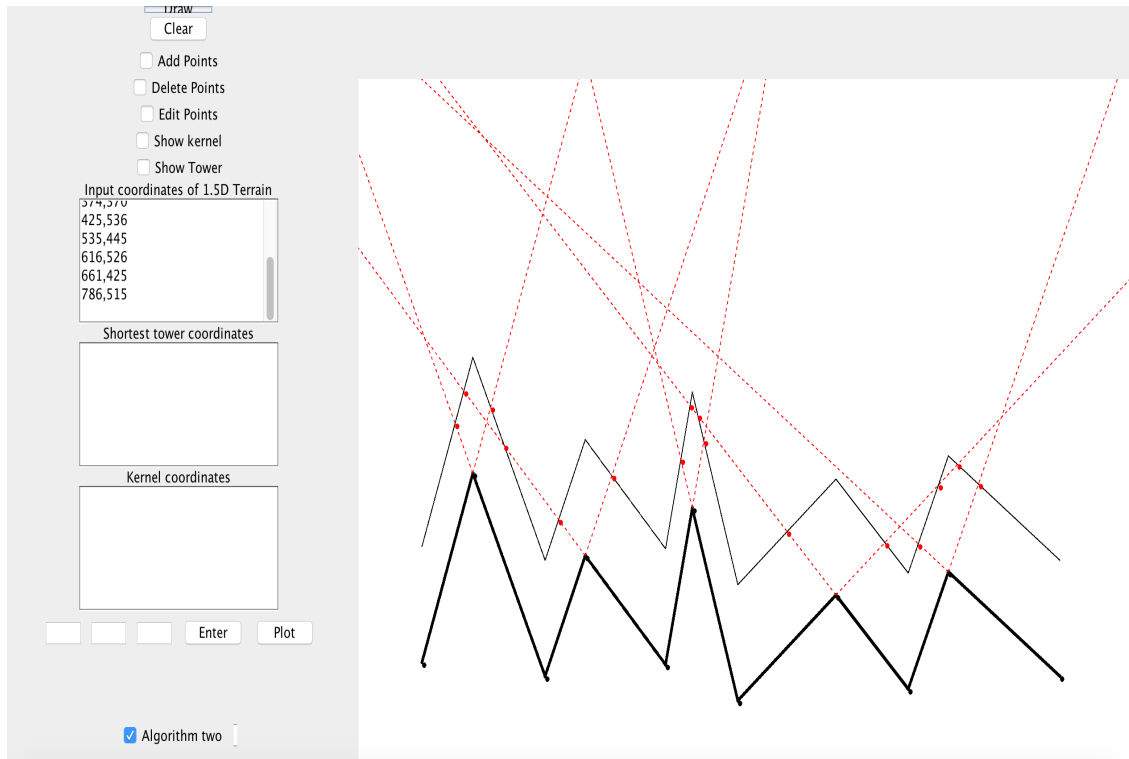 Draw
Clear
Add Points
Delete Points
Edit Points
Show kernel
Show Tower
Input coordinates of 1.5D Terrain
425,536
535,445
616,526
661,425
786,515
Shortest tower coordinates
Kernel coordinates
Enter Plot
Algorithm two